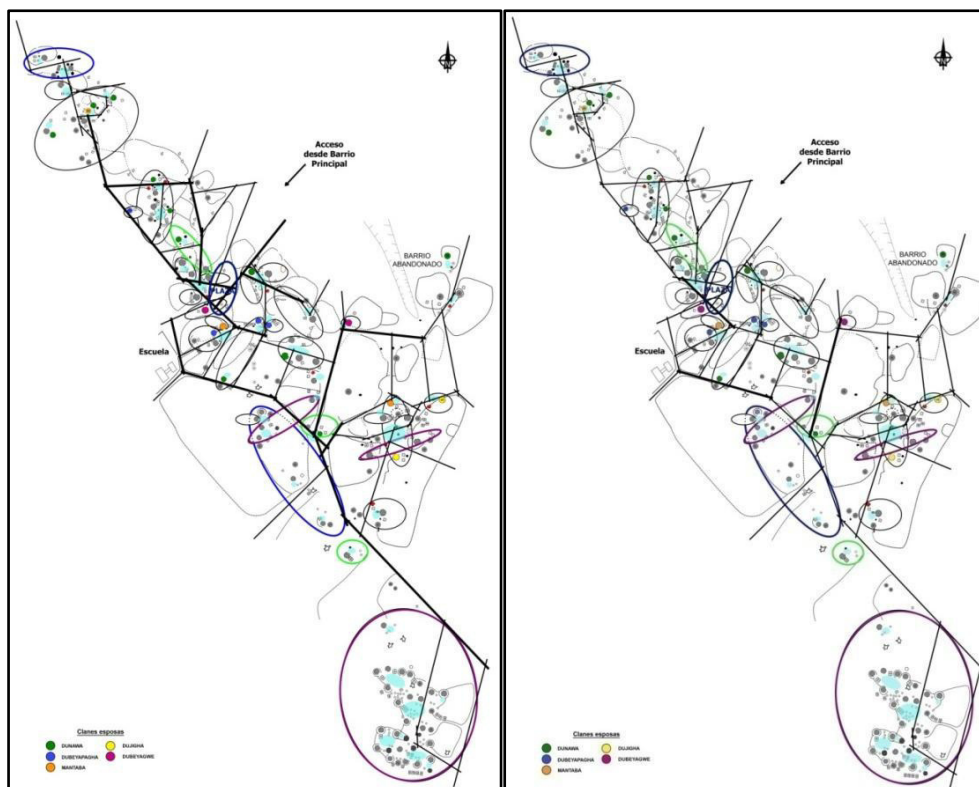 Acceso
desde Barrio
Principal
BARRIO
ABANDONADO
PLAZA
Escuela
Clanes esposas
DUNAWA
DUJIGHA
DUBEYAPAGHA
DUBEYAGWE
MANTABA
Acceso
desde Barrio
Principal
BARRIO
ABANDONADO
PLAZA
Escuela
Clanes esposas
DUNAWA
DUJIGHA
DUBEYAPAGHA
DUBEYAGWE
MANTABA